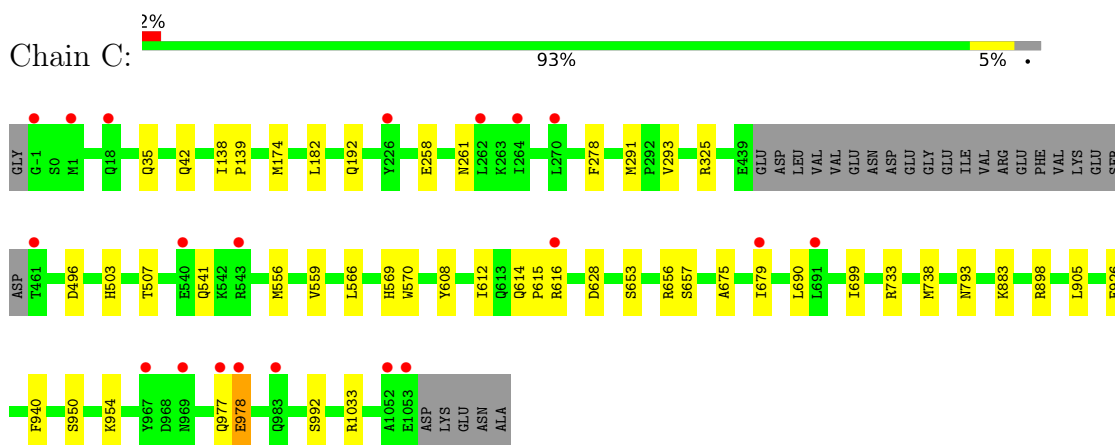 2%
Chain C:
93% 5% •
GLY G-1 S0 M1 Q18 Q35 Q42 I138 P139 M174 L182 Q192 Y226 E258 N261 L262 K263 I264 L270 F278 M291 P292 V293 R325 E439 GLU ASP LEU VAL VAL GLU ASN ASP GLU GLY GLU ILE VAL ARG GLU PHE VAL LYS GLU SER
ASP T461 D496 H503 T507 E540 Q541 K542 R543 M556 V559 L566 H569 W570 Y608 I612 Q613 Q614 P615 R616 D628 S653 R656 S657 A675 I679 L690 L691 I699 R733 M738 N793 K883 R898 L905
F940 S950 K954 Y967 D968 N969 Q977 E978 Q983 S992 R1033 A1052 E1053 ASP LYS GLU ASN ALA